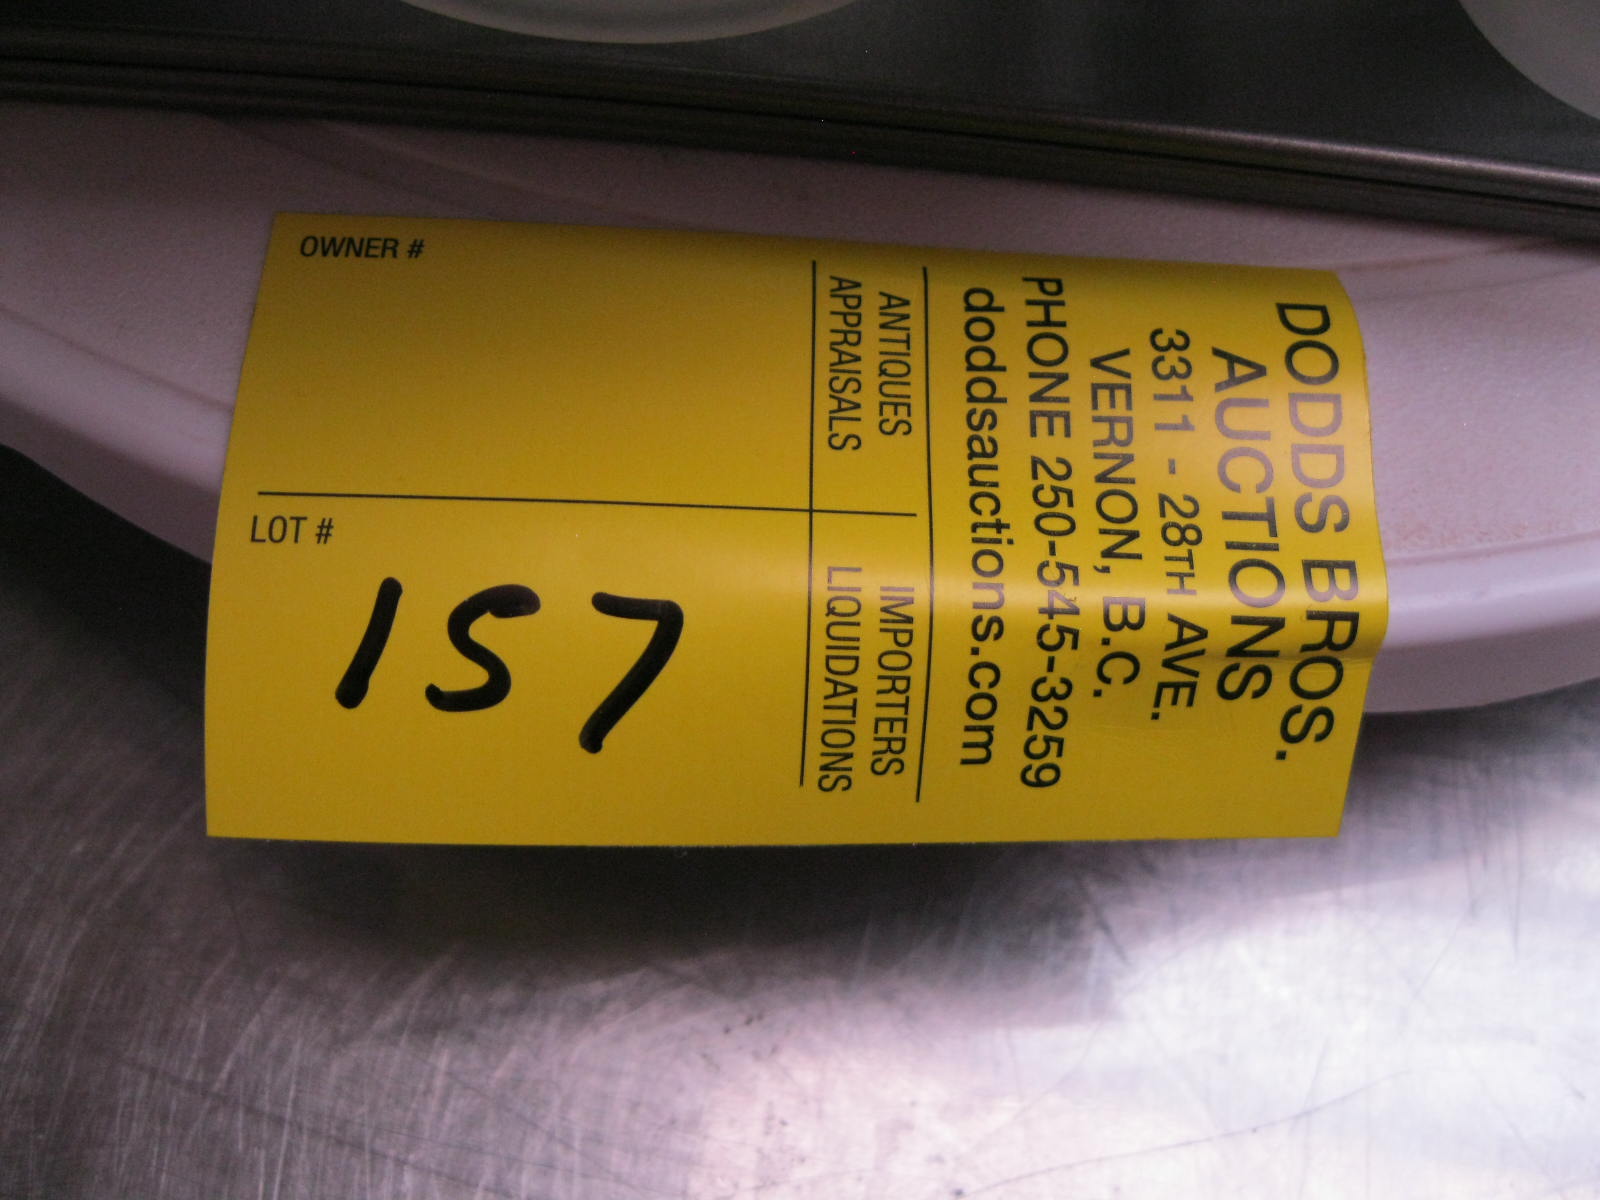 DODDS BROS.
AUCTIONS
3311 - 28TH AVE.
VERNON, B.C.
PHONE 250-545-3259
doddsauctions.com
ANTIQUES
APPRAISALS
IMPORTERS
LIQUIDATIONS
OWNER #
LOT #
157